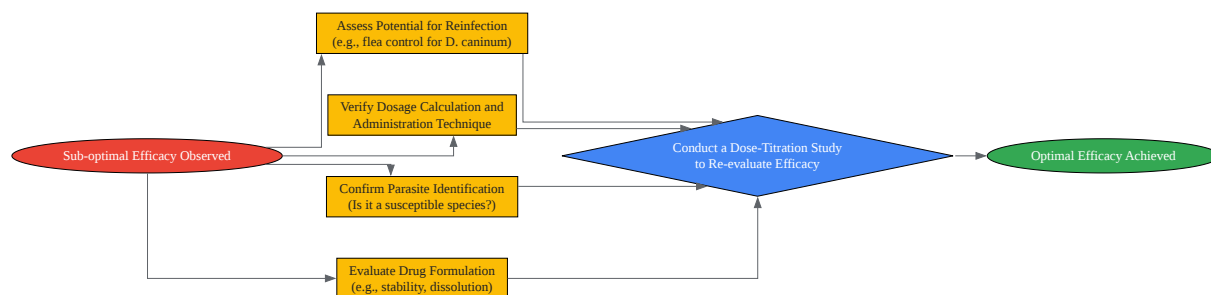 Assess Potential for Reinfection
(e.g., flea control for D. caninum)
Verify Dosage Calculation and
Administration Technique
Sub-optimal Efficacy Observed
Conduct a Dose-Titration Study
to Re-evaluate Efficacy
Optimal Efficacy Achieved
Confirm Parasite Identification
(Is it a susceptible species?)
Evaluate Drug Formulation
(e.g., stability, dissolution)